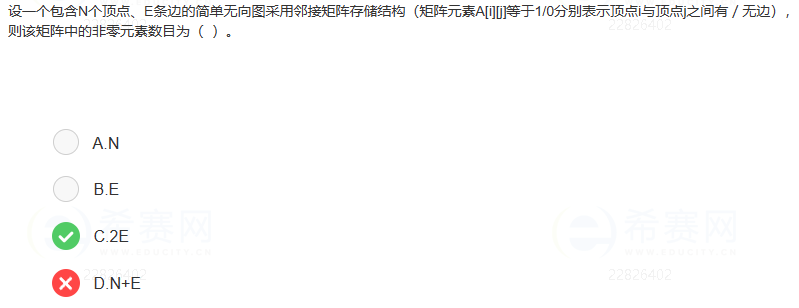 设一个包含N个顶点、E条边的简单无向图采用邻接矩阵存储结构（矩阵元素A[i][j]等于1/0分别表示顶点i与顶点j之间有／无边），
则该矩阵中的非零元素数目为（ ）。
22826402
A.N
B.E
C.2E
D.N+E
希赛网
WWW.EDUCITY.CN
22826402
希赛网
WWW.EDUCITY.CN
22826402